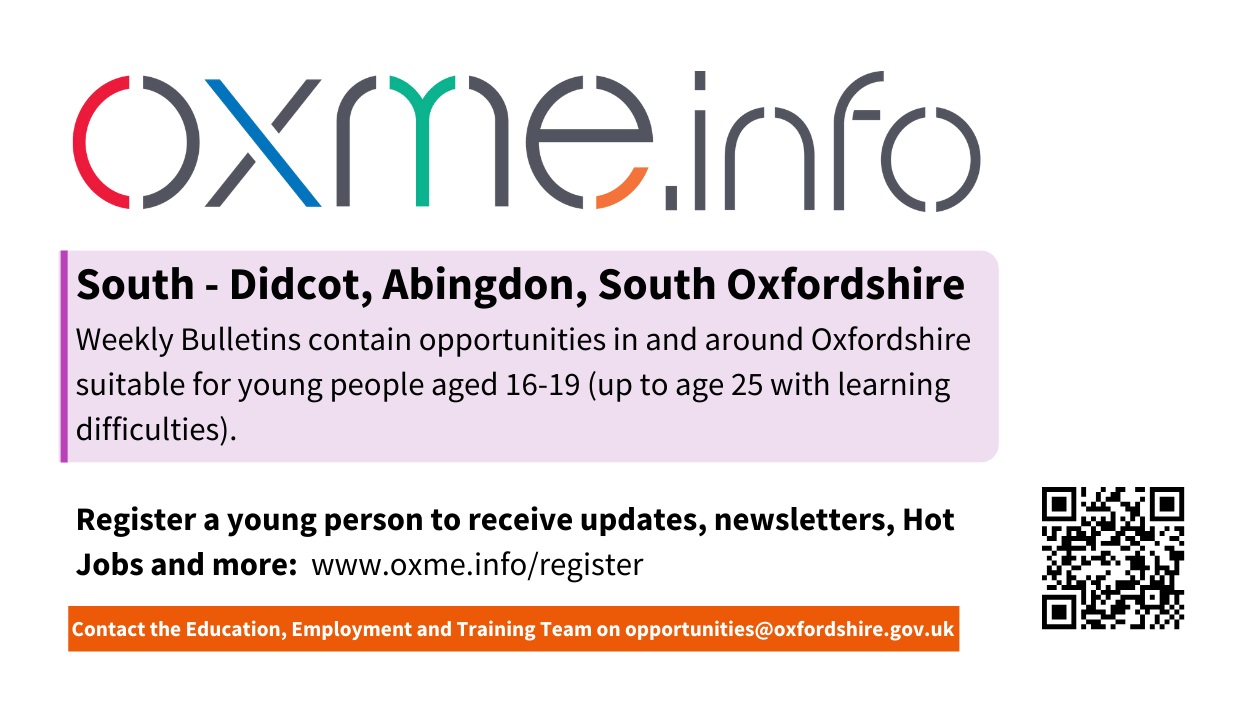 oxme.info
South - Didcot, Abingdon, South Oxfordshire
Weekly Bulletins contain opportunities in and around Oxfordshire
suitable for young people aged 16-19 (up to age 25 with learning
difficulties).
Register a young person to receive updates, newsletters, Hot
Jobs and more: www.oxme.info/register
Contact the Education, Employment and Training Team on opportunities@oxfordshire.gov.uk